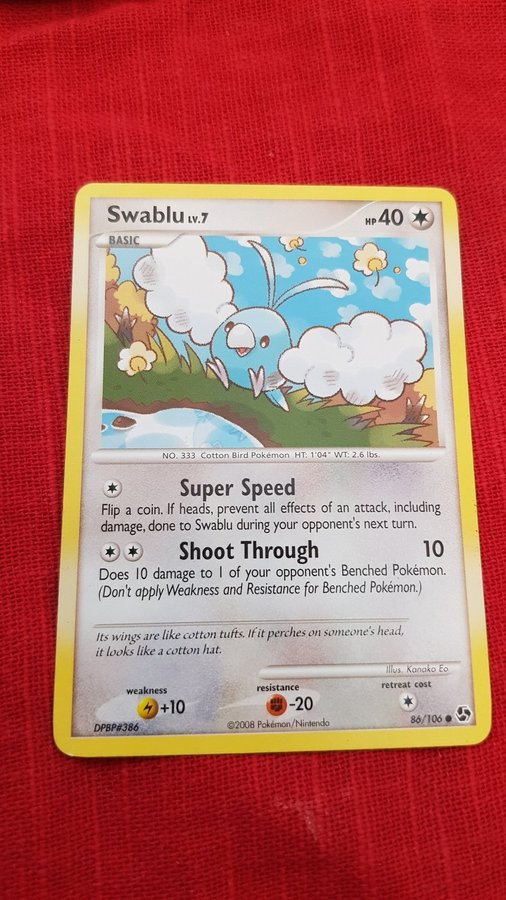 Swablu LV.7 HP 40
BASIC
NO. 333 Cotton Bird Pokémon HT: 1'04" WT: 2.6 lbs.
Super Speed
Flip a coin. If heads, prevent all effects of an attack, including
damage, done to Swablu during your opponent's next turn.
Shoot Through 10
Does 10 damage to 1 of your opponent's Benched Pokémon.
(Don't apply Weakness and Resistance for Benched Pokémon.)
Its wings are like cotton tufts. If it perches on someone's head,
it looks like a cotton hat.
Illus. Kanako Eo
weakness resistance retreat cost
+10 -20
DPBP#386 ©2008 Pokémon/Nintendo 86/106